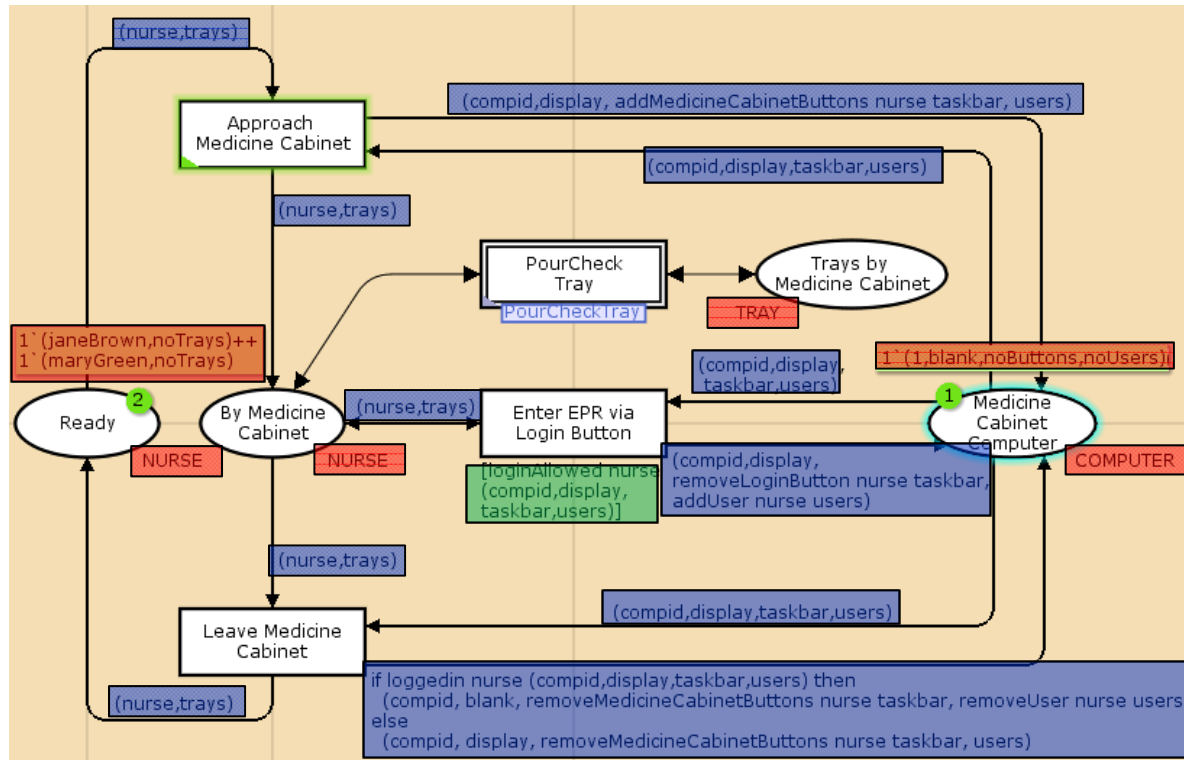 (nurse,trays)
(compid,display, addMedicineCabinetButtons nurse taskbar, users)
Approach
Medicine Cabinet
(compid,display,taskbar,users)
(nurse,trays)
PourCheck
Tray
PourCheckTray
Trays by
Medicine Cabinet
TRAY
1`(janeBrown,noTrays)++
1`(maryGreen,noTrays)
1`(1,blank,noButtons,noUsers)
(compid,display,
taskbar,users)
2
Ready
NURSE
By Medicine
Cabinet
NURSE
(nurse,trays)
Enter EPR via
Login Button
1
Medicine
Cabinet
Computer
COMPUTER
[loginAllowed nurse
(compid,display,
taskbar,users)]
(compid,display,
removeLoginButton nurse taskbar,
addUser nurse users)
(nurse,trays)
(compid,display,taskbar,users)
Leave Medicine
Cabinet
(nurse,trays)
if loggedin nurse (compid,display,taskbar,users) then
(compid, blank, removeMedicineCabinetButtons nurse taskbar, removeUser nurse users
else
(compid, display, removeMedicineCabinetButtons nurse taskbar, users)